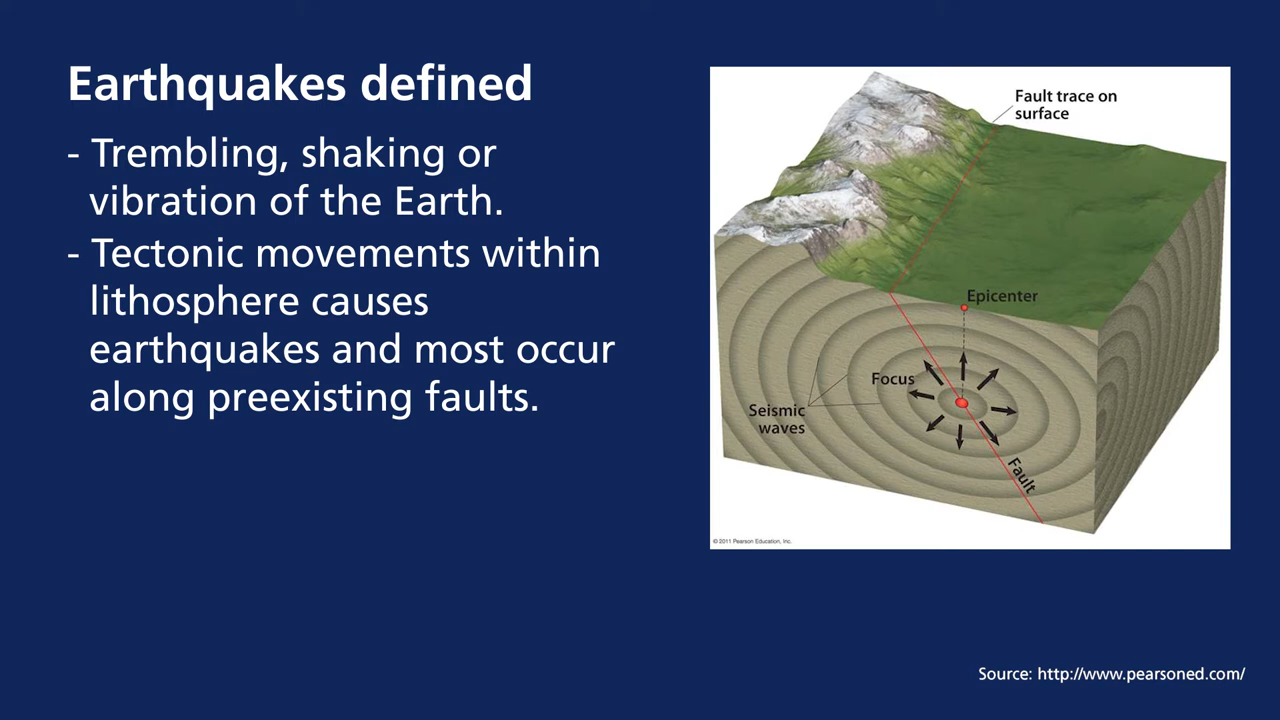 Earthquakes defined
- Trembling, shaking or
vibration of the Earth.
- Tectonic movements within
lithosphere causes
earthquakes and most occur
along preexisting faults.
Fault trace on
surface
Epicenter
Focus
Seismic
waves
Fault
© 2011 Pearson Education, Inc.
Source: http://www.pearsoned.com/